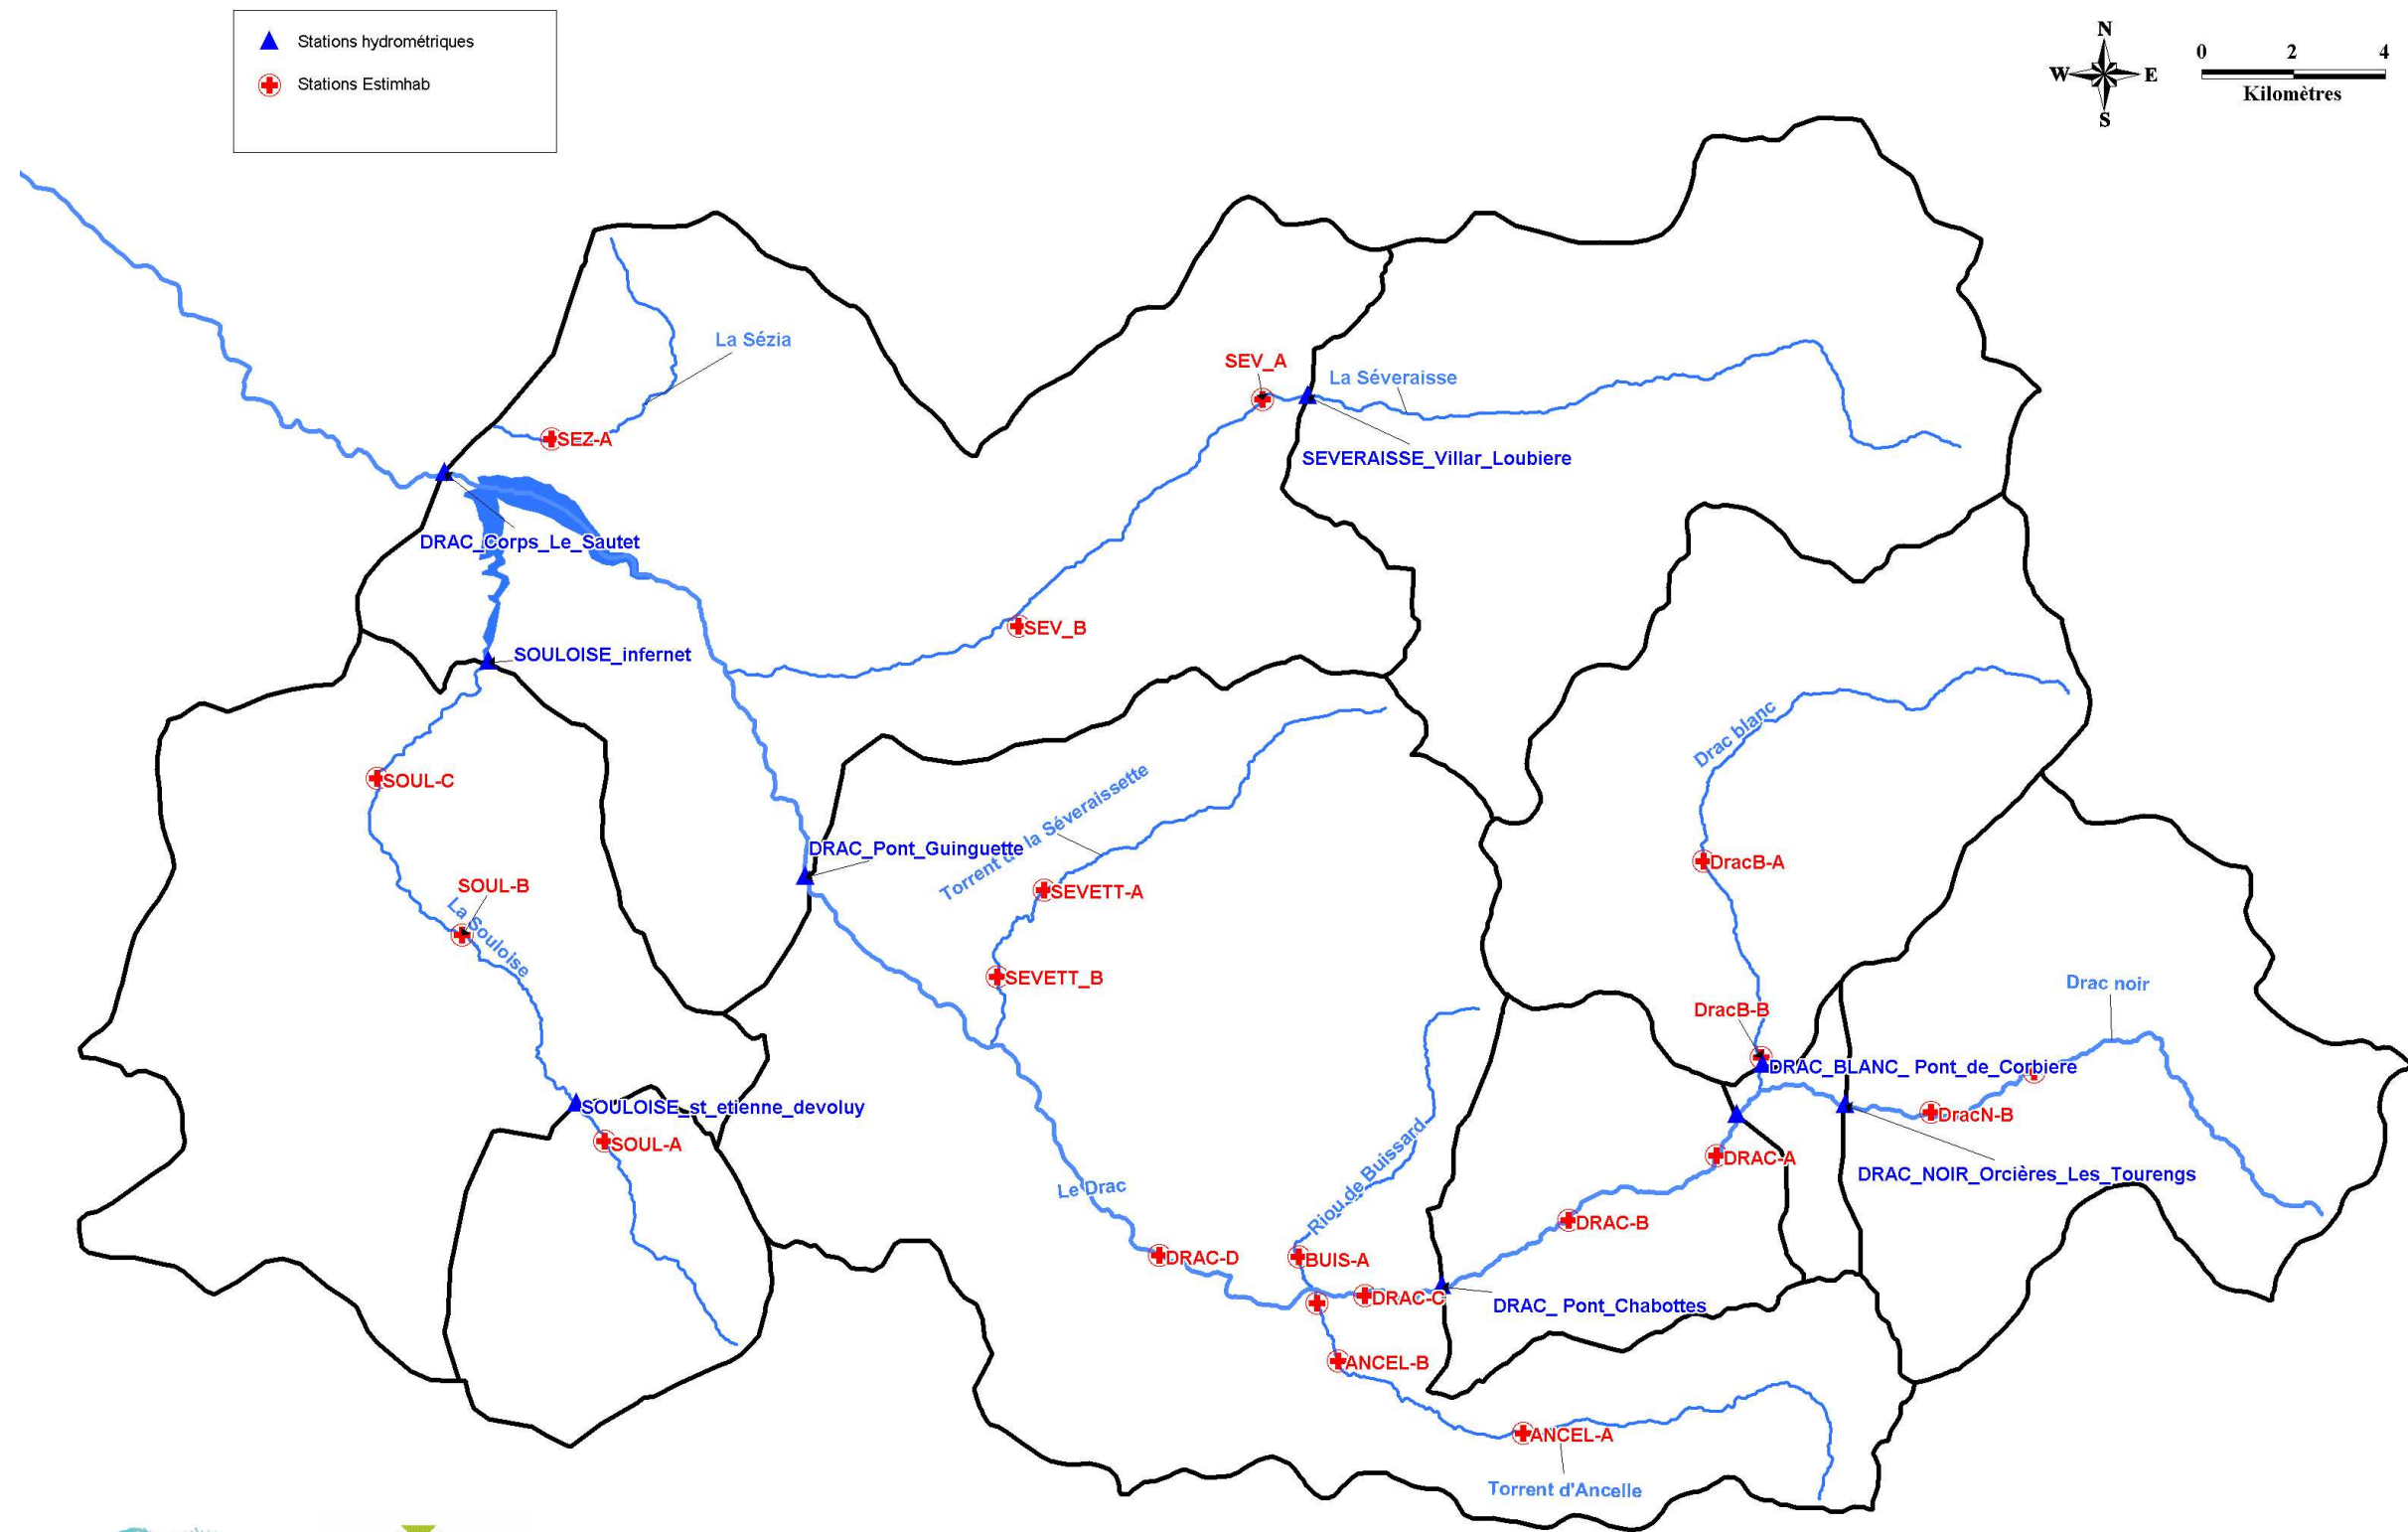 Stations hydrométriques
Stations Estimhab
N
W
E
S
0 2 4
Kilomètres
La Sézia
SEV_A
La Séveraisse
SEZ-A
SEVERAISSE_Villar_Loubiere
DRAC_Corps_Le_Sautet
SEV_B
SOULOISE_infernet
Drac blanc
SOUL-C
Torrent de la Séveraissette
DRAC_Pont_Guinguette
DracB-A
SOUL-B
SEVETT-A
La Souloise
SEVETT_B
Drac noir
DracB-B
DRAC_BLANC_ Pont_de_Corbiere
SOULOISE_st_etienne_devoluy
DracN-B
SOUL-A
Riou de Buissard
DRAC-A
DRAC_NOIR_Orcières_Les_Tourengs
Le Drac
DRAC-B
DRAC-D
BUIS-A
DRAC-C
DRAC_ Pont_Chabottes
ANCEL-B
ANCEL-A
Torrent d'Ancelle